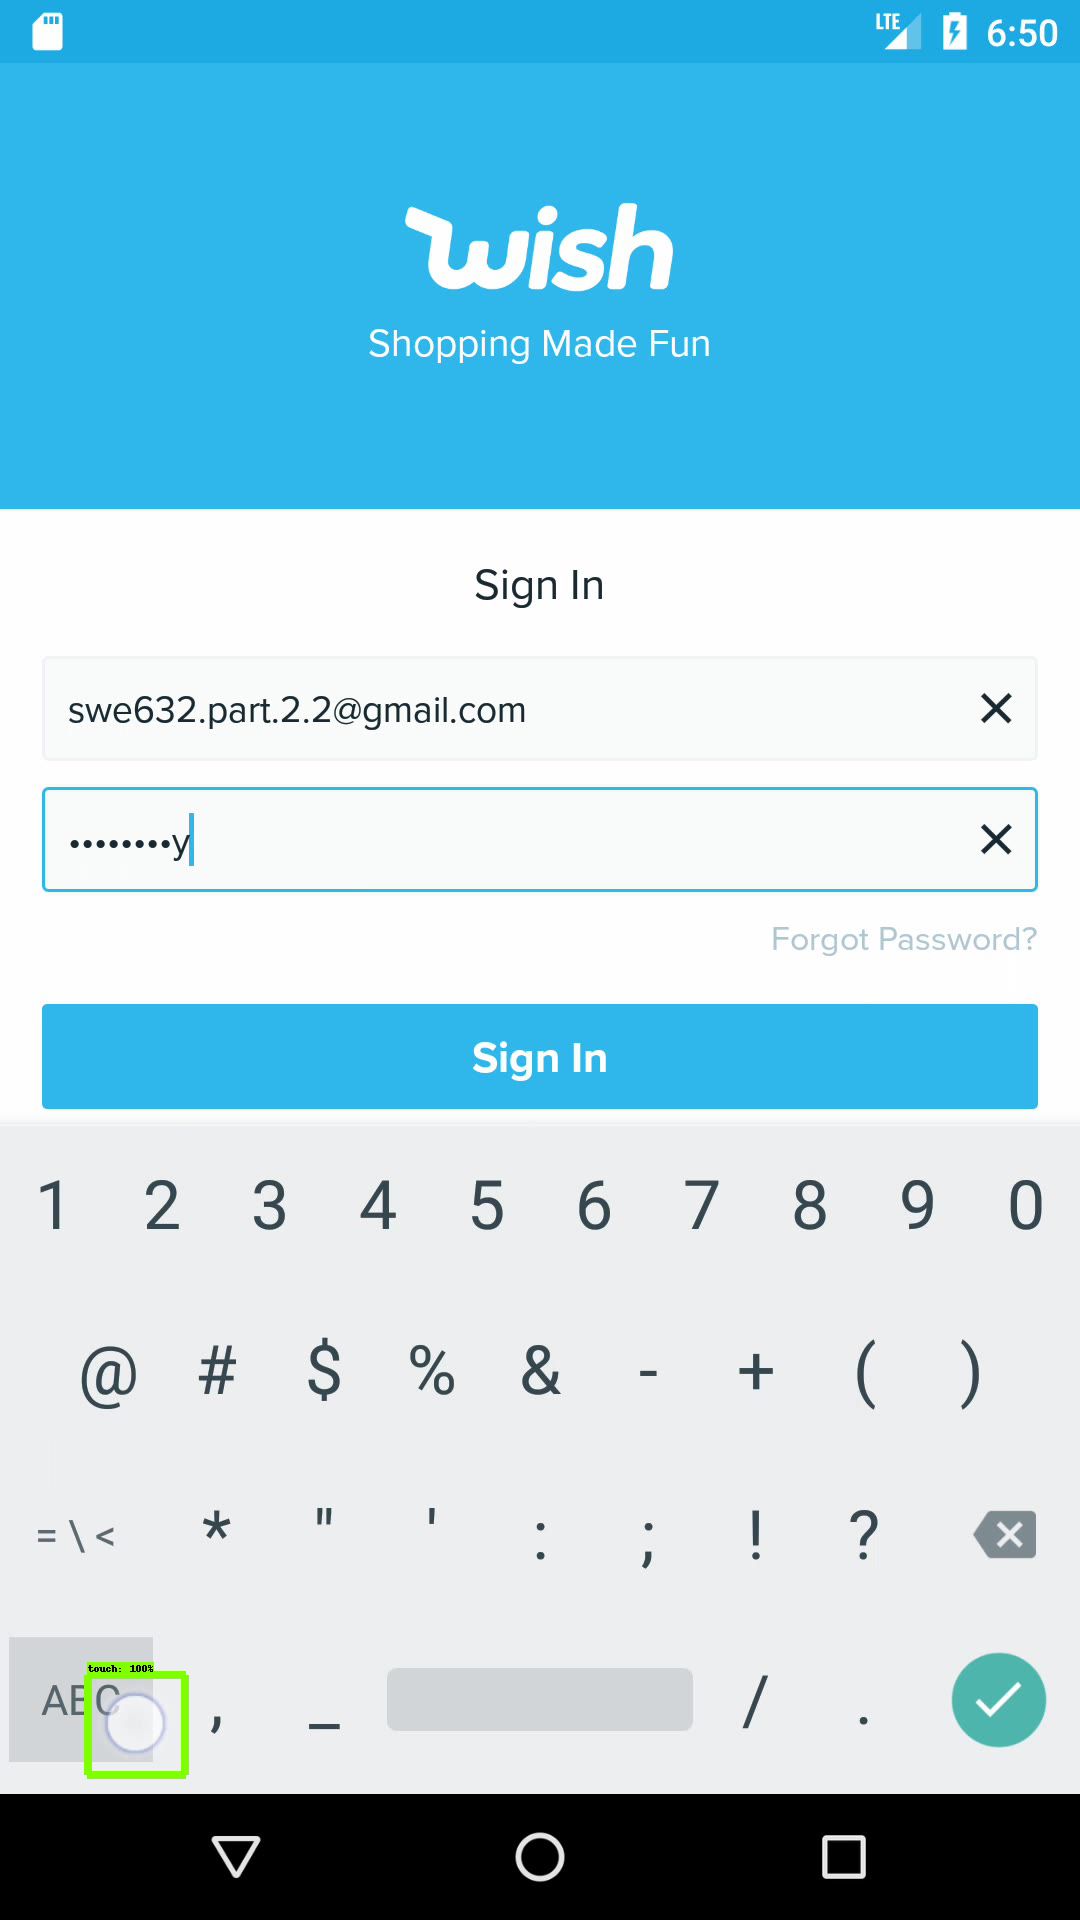 LTE 6:50
wish
Shopping Made Fun
Sign In
swe632.part.2.2@gmail.com
••••••••y
Forgot Password?
Sign In
1 2 3 4 5 6 7 8 9 0
@ # $ % & - + ( )
= \ < * " ' : ; ! ?
touch: 100%
ABC , _ / .